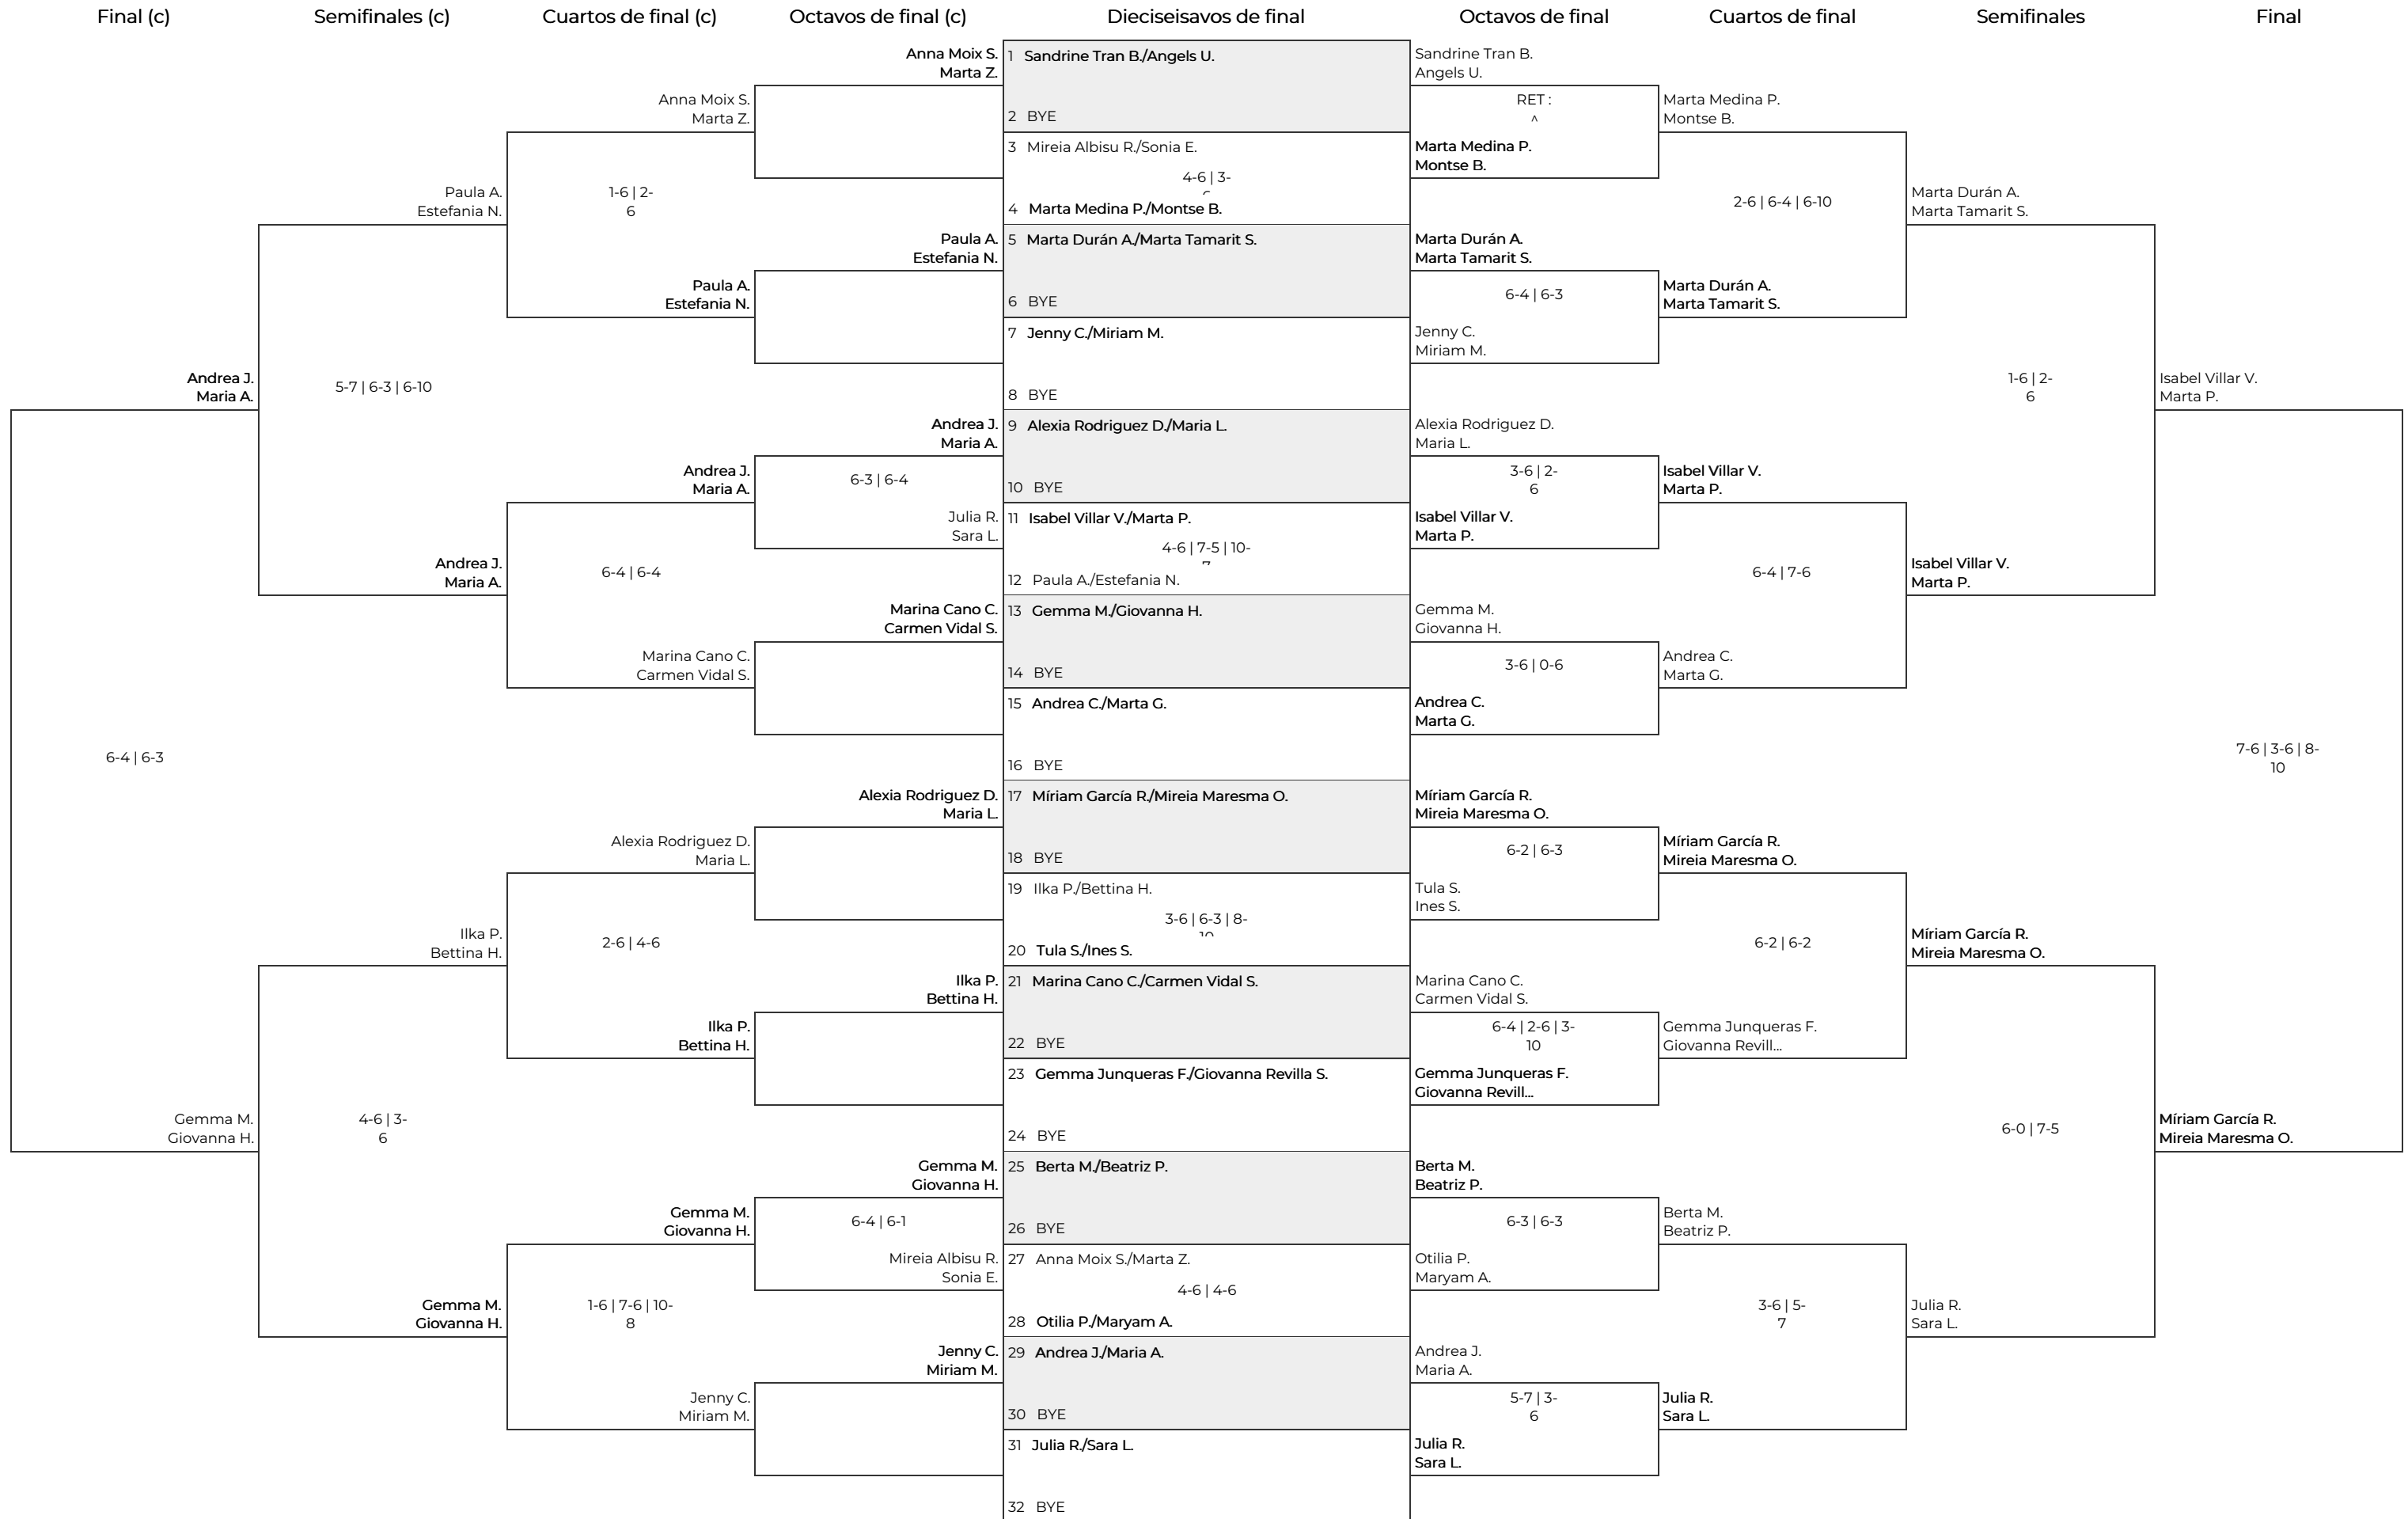 Final (c)
Semifinales (c)
Cuartos de final (c)
Octavos de final (c)
Dieciseisavos de final
Octavos de final
Cuartos de final
Semifinales
Final
Andrea J.
Maria A.
6-4 | 6-3
Gemma M.
Giovanna H.
Paula A.
Estefania N.
5-7 | 6-3 | 6-10
Andrea J.
Maria A.
Ilka P.
Bettina H.
4-6 | 3-
6
Gemma M.
Giovanna H.
Anna Moix S.
Marta Z.
1-6 | 2-
6
Paula A.
Estefania N.
Andrea J.
Maria A.
6-4 | 6-4
Marina Cano C.
Carmen Vidal S.
Alexia Rodriguez D.
Maria L.
2-6 | 4-6
Ilka P.
Bettina H.
Gemma M.
Giovanna H.
1-6 | 7-6 | 10-
8
Jenny C.
Miriam M.
Anna Moix S.
Marta Z.
Paula A.
Estefania N.
Andrea J.
Maria A.
6-3 | 6-4
Julia R.
Sara L.
Marina Cano C.
Carmen Vidal S.
Alexia Rodriguez D.
Maria L.
Ilka P.
Bettina H.
Gemma M.
Giovanna H.
6-4 | 6-1
Mireia Albisu R.
Sonia E.
Jenny C.
Miriam M.
1 Sandrine Tran B./Angels U.
2 BYE
3 Mireia Albisu R./Sonia E.
4-6 | 3-
4 Marta Medina P./Montse B.
5 Marta Durán A./Marta Tamarit S.
6 BYE
7 Jenny C./Miriam M.
8 BYE
9 Alexia Rodriguez D./Maria L.
10 BYE
11 Isabel Villar V./Marta P.
4-6 | 7-5 | 10-
12 Paula A./Estefania N.
13 Gemma M./Giovanna H.
14 BYE
15 Andrea C./Marta G.
16 BYE
17 Míriam García R./Mireia Maresma O.
18 BYE
19 Ilka P./Bettina H.
3-6 | 6-3 | 8-
20 Tula S./Ines S.
21 Marina Cano C./Carmen Vidal S.
22 BYE
23 Gemma Junqueras F./Giovanna Revilla S.
24 BYE
25 Berta M./Beatriz P.
26 BYE
27 Anna Moix S./Marta Z.
4-6 | 4-6
28 Otilia P./Maryam A.
29 Andrea J./Maria A.
30 BYE
31 Julia R./Sara L.
32 BYE
Sandrine Tran B.
Angels U.
RET :
^
Marta Medina P.
Montse B.
Marta Durán A.
Marta Tamarit S.
6-4 | 6-3
Jenny C.
Miriam M.
Alexia Rodriguez D.
Maria L.
3-6 | 2-
6
Isabel Villar V.
Marta P.
Gemma M.
Giovanna H.
3-6 | 0-6
Andrea C.
Marta G.
Míriam García R.
Mireia Maresma O.
6-2 | 6-3
Tula S.
Ines S.
Marina Cano C.
Carmen Vidal S.
6-4 | 2-6 | 3-
10
Gemma Junqueras F.
Giovanna Revill...
Berta M.
Beatriz P.
6-3 | 6-3
Otilia P.
Maryam A.
Andrea J.
Maria A.
5-7 | 3-
6
Julia R.
Sara L.
Marta Medina P.
Montse B.
2-6 | 6-4 | 6-10
Marta Durán A.
Marta Tamarit S.
Isabel Villar V.
Marta P.
6-4 | 7-6
Andrea C.
Marta G.
Míriam García R.
Mireia Maresma O.
6-2 | 6-2
Gemma Junqueras F.
Giovanna Revill...
Berta M.
Beatriz P.
3-6 | 5-
7
Julia R.
Sara L.
Marta Durán A.
Marta Tamarit S.
1-6 | 2-
6
Isabel Villar V.
Marta P.
Míriam García R.
Mireia Maresma O.
6-0 | 7-5
Julia R.
Sara L.
Isabel Villar V.
Marta P.
7-6 | 3-6 | 8-
10
Míriam García R.
Mireia Maresma O.